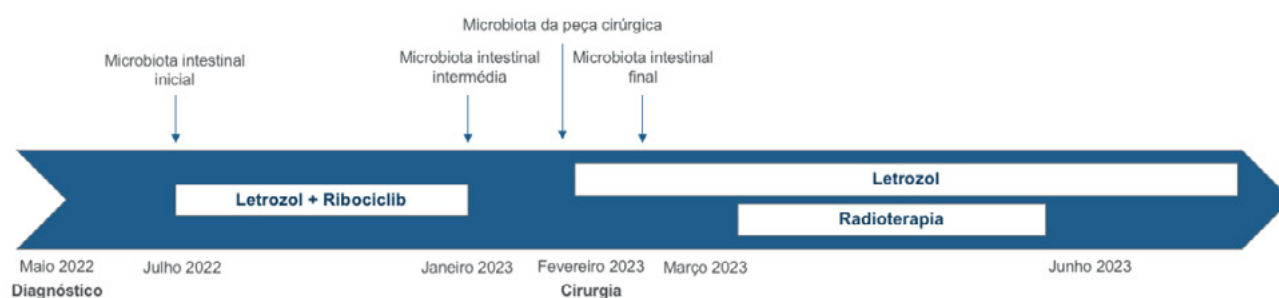 Microbiota da peça cirúrgica
Microbiota intestinal
inicial
Microbiota intestinal
intermédia
Microbiota intestinal
final
Letrozol
Letrozol + Ribociclib
Radioterapia
Maio 2022
Diagnóstico
Julho 2022
Janeiro 2023
Fevereiro 2023
Cirurgia
Março 2023
Junho 2023